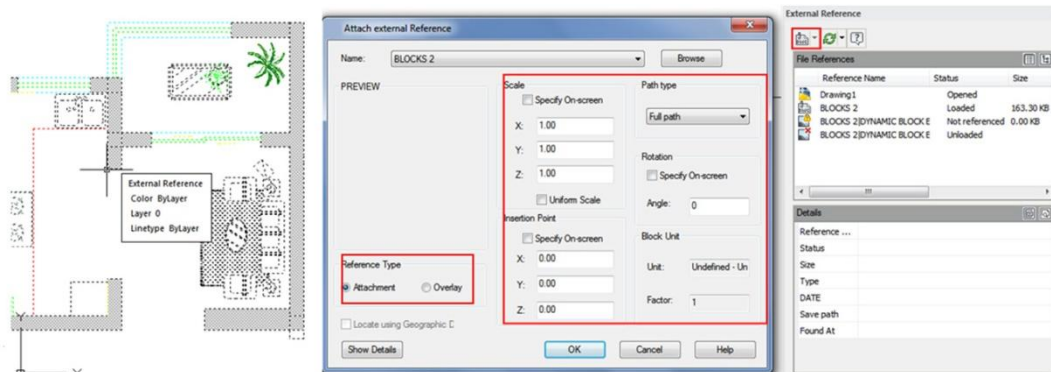 External Reference
Color ByLayer
Layer 0
Linetype ByLayer
Y
X
Attach external Reference
Name: BLOCKS 2 Browse
PREVIEW
Scale
Specify On-screen
X: 1.00
Y: 1.00
Z: 1.00
Uniform Scale
Insertion Point
Specify On-screen
X: 0.00
Y: 0.00
Z: 0.00
Path type
Full path
Rotation
Specify On-screen
Angle: 0
Block Unit
Unit: Undefined - Un
Factor: 1
Reference Type
Attachment Overlay
Locate using Geographic D
Show Details OK Cancel Help
External Reference
File References
Reference Name Status Size
Drawing1 Opened
BLOCKS 2 Loaded 163.30 KB
BLOCKS 2|DYNAMIC BLOCK E Not referenced 0.00 KB
BLOCKS 2|DYNAMIC BLOCK E Unloaded
Details
Reference ...
Status
Size
Type
DATE
Save path
Found At